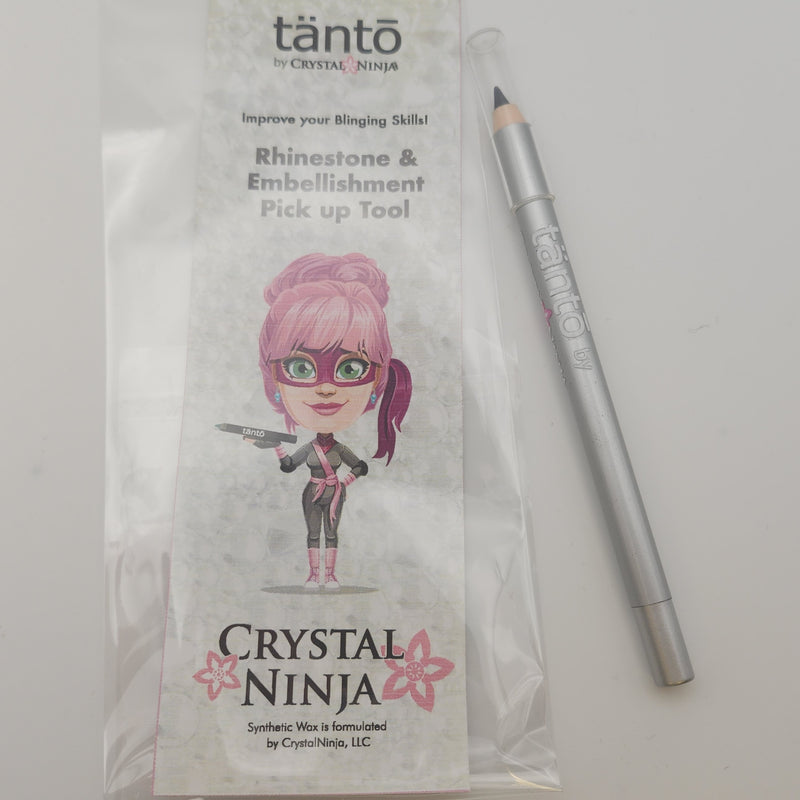 täntō
by CRYSTAL NINJA
Improve your Blinging Skills!
Rhinestone &
Embellishment
Pick up Tool
täntō
CRYSTAL
NINJA
Synthetic Wax is formulated
by CrystalNinja, LLC
täntō by